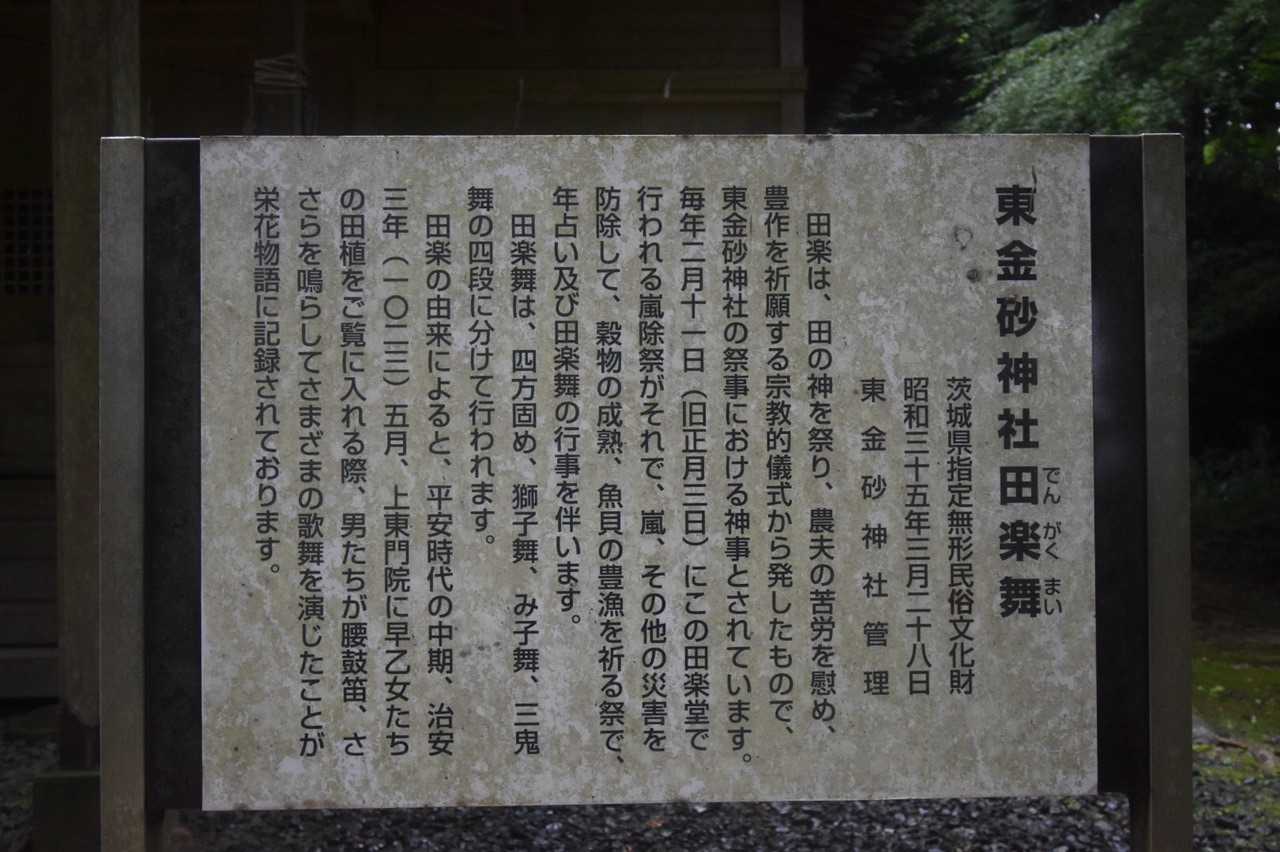 東金砂神社田楽舞
でん がく まい
茨城県指定無形民俗文化財
昭和三十五年三月二十八日
東金砂神社管理
田楽は、田の神を祭り、農夫の苦労を慰め、
豊作を祈願する宗教的儀式から発したもので、
東金砂神社の祭事における神事とされています。
毎年二月十一日（旧正月三日）にこの田楽堂で
行われる嵐除祭がそれで、嵐、その他の災害を
防除して、穀物の成熟、魚貝の豊漁を祈る祭で、
年占い及び田楽舞の行事を伴います。
田楽舞は、四方固め、獅子舞、み子舞、三鬼
舞の四段に分けて行われます。
田楽の由来によると、平安時代の中期、治安
三年（一〇二三）五月、上東門院に早乙女たち
の田植をご覧に入れる際、男たちが腰鼓笛、さ
さらを鳴らしてさまざまの歌舞を演じたことが
栄花物語に記録されております。